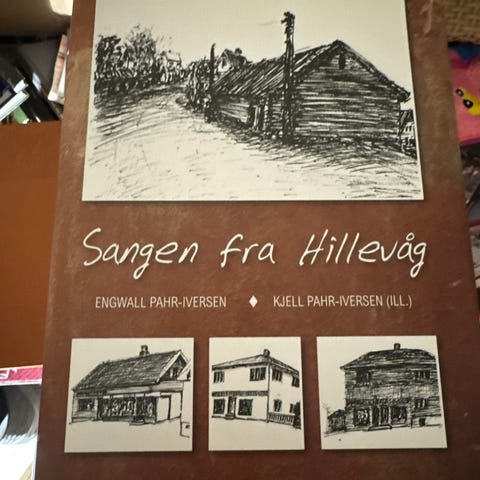 Sangen fra Hillevåg
ENGWALL PAHR-IVERSEN ♦ KJELL PAHR-IVERSEN (ILL.)